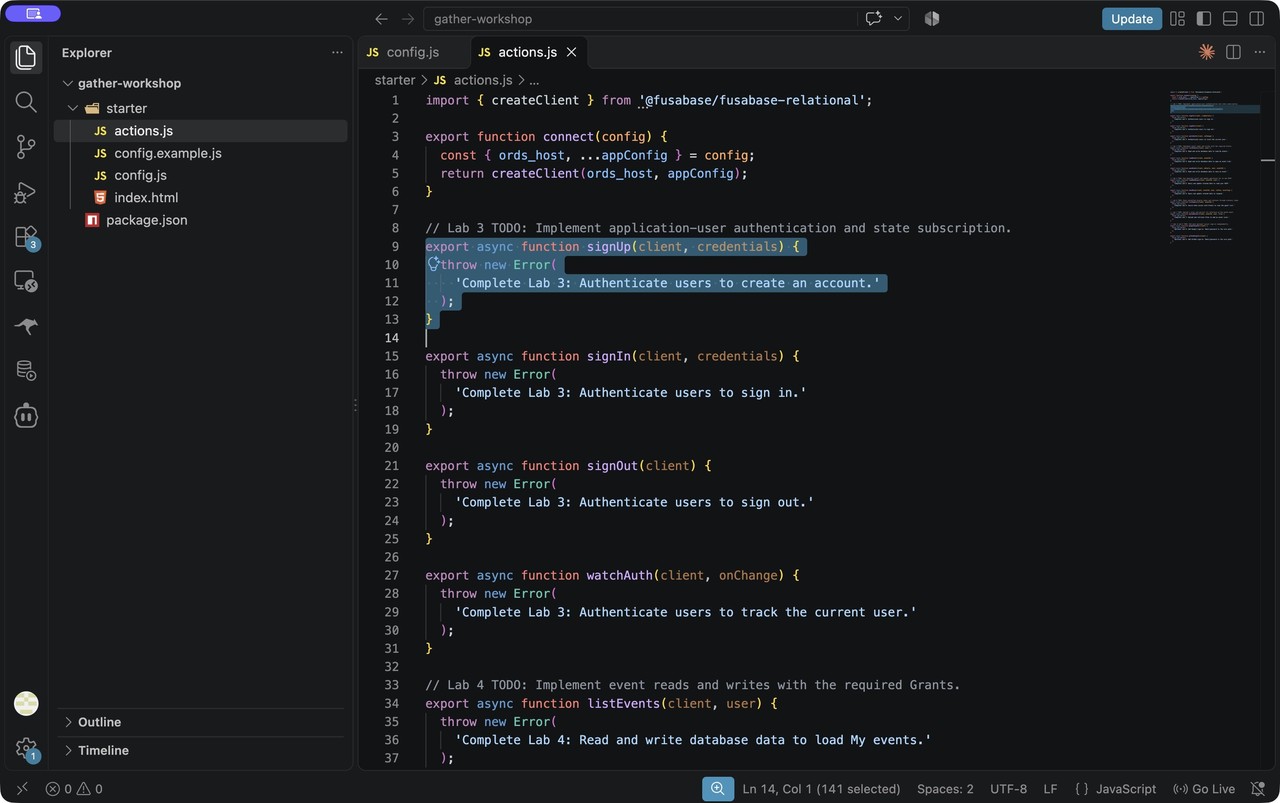 gather-workshop
Update
Explorer
gather-workshop
starter
JS actions.js
JS config.example.js
JS config.js
index.html
package.json
Outline
Timeline
3
1
JS config.js
JS actions.js
starter > JS actions.js > ...
1 import { createClient } from '@fusabase/fusabase-relational';
2
3 export function connect(config) {
4 const { ords_host, ...appConfig } = config;
5 return createClient(ords_host, appConfig);
6 }
7
8 // Lab 3 TODO: Implement application-user authentication and state subscription.
9 export async function signUp(client, credentials) {
10 throw new Error(
11 'Complete Lab 3: Authenticate users to create an account.'
12 );
13 }
14
15 export async function signIn(client, credentials) {
16 throw new Error(
17 'Complete Lab 3: Authenticate users to sign in.'
18 );
19 }
20
21 export async function signOut(client) {
22 throw new Error(
23 'Complete Lab 3: Authenticate users to sign out.'
24 );
25 }
26
27 export async function watchAuth(client, onChange) {
28 throw new Error(
29 'Complete Lab 3: Authenticate users to track the current user.'
30 );
31 }
32
33 // Lab 4 TODO: Implement event reads and writes with the required Grants.
34 export async function listEvents(client, user) {
35 throw new Error(
36 'Complete Lab 4: Read and write database data to load My events.'
37 );
0 0
Ln 14, Col 1 (141 selected) Spaces: 2 UTF-8 LF { } JavaScript Go Live